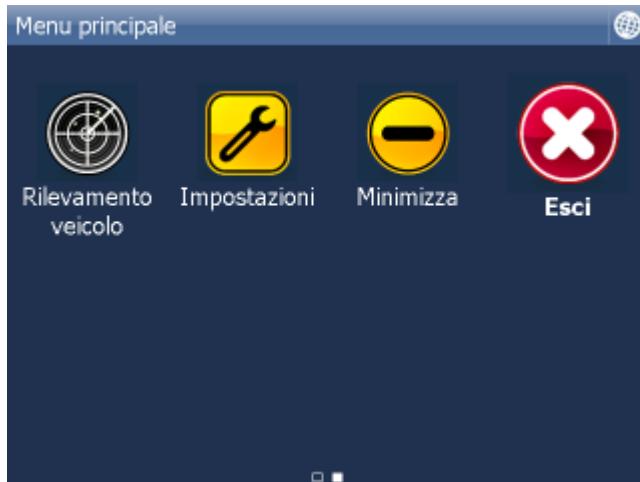 Menu principale
Rilevamento
veicolo
Impostazioni
Minimizza
Esci